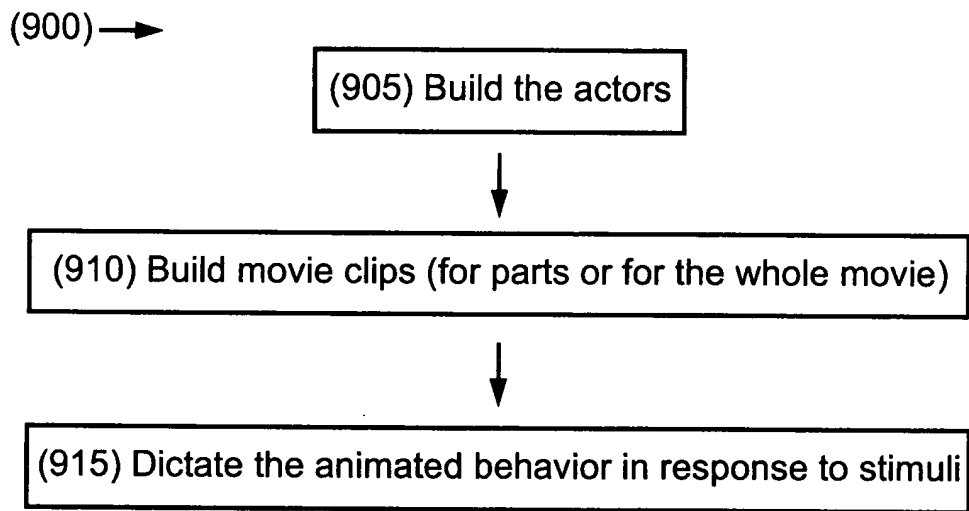 (900)
(905) Build the actors
(910) Build movie clips (for parts or for the whole movie)
(915) Dictate the animated behavior in response to stimuli